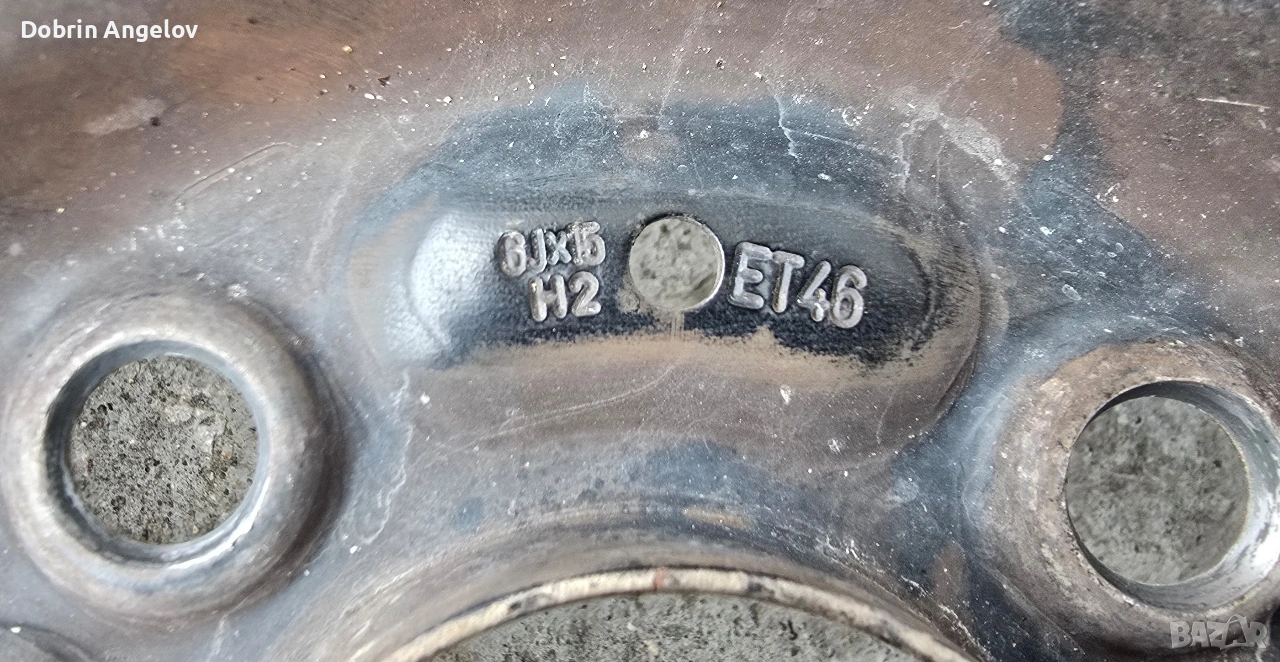 Dobrin Angelov
6Jx15
H2
ET46
BAZAR